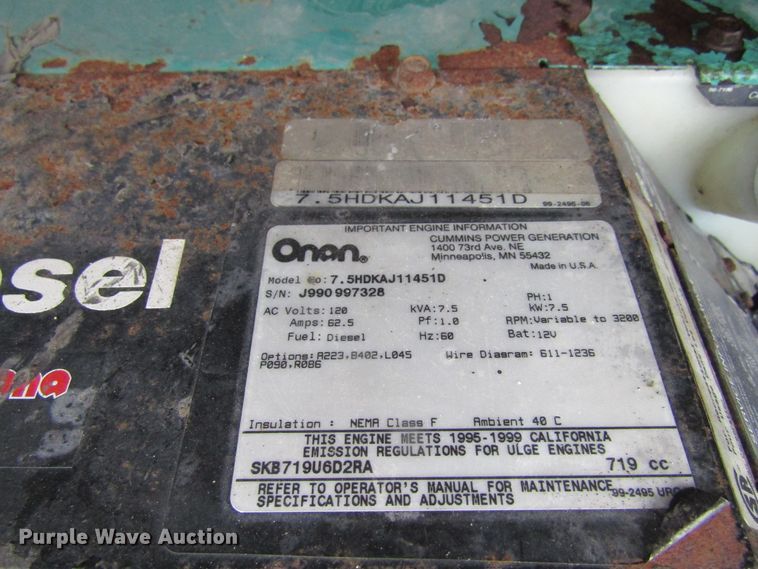 7.5HDKAJ11451D
99-2496-06
IMPORTANT ENGINE INFORMATION
Onan
CUMMINS POWER GENERATION
1400 73rd Ave. NE
Minneapolis, MN 55432
Made in U.S.A.
Model No: 7.5HDKAJ11451D
S/N: J990997328
AC Volts: 120 kVA: 7.5 PH: 1
KW: 7.5
Amps: 62.5 Pf: 1.0 RPM: Variable to 3200
Fuel: Diesel Hz: 60 Bat: 12V
Options: A223, B402, L045 Wire Diagram: 611-1236
P090, R086
Insulation : NEMA Class F Ambient 40 C
THIS ENGINE MEETS 1995-1999 CALIFORNIA
EMISSION REGULATIONS FOR ULGE ENGINES
SKB719U6D2RA 719 cc
REFER TO OPERATOR'S MANUAL FOR MAINTENANCE
SPECIFICATIONS AND ADJUSTMENTS
99-2495
sel
Purple Wave Auction